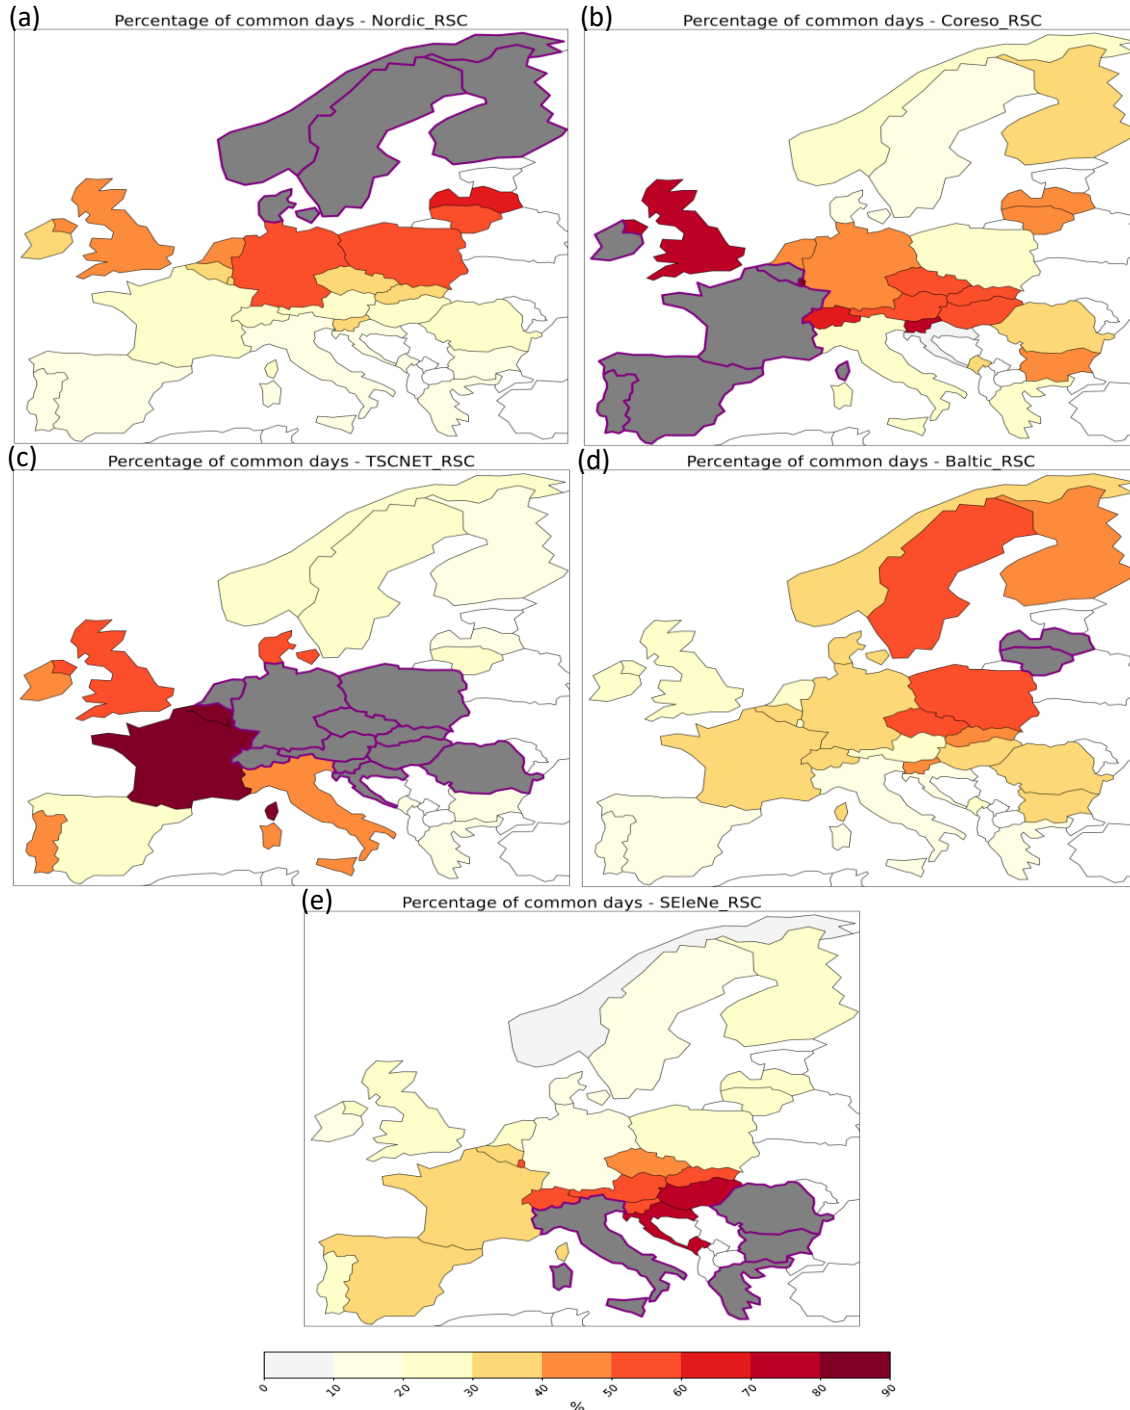 (a)
Percentage of common days - Nordic_RSC
(b)
Percentage of common days - Coreso_RSC
(c)
Percentage of common days - TSCNET_RSC
(d)
Percentage of common days - Baltic_RSC
(e)
Percentage of common days - SEleNe_RSC
0 10 20 30 40 50 60 70 80 90
%